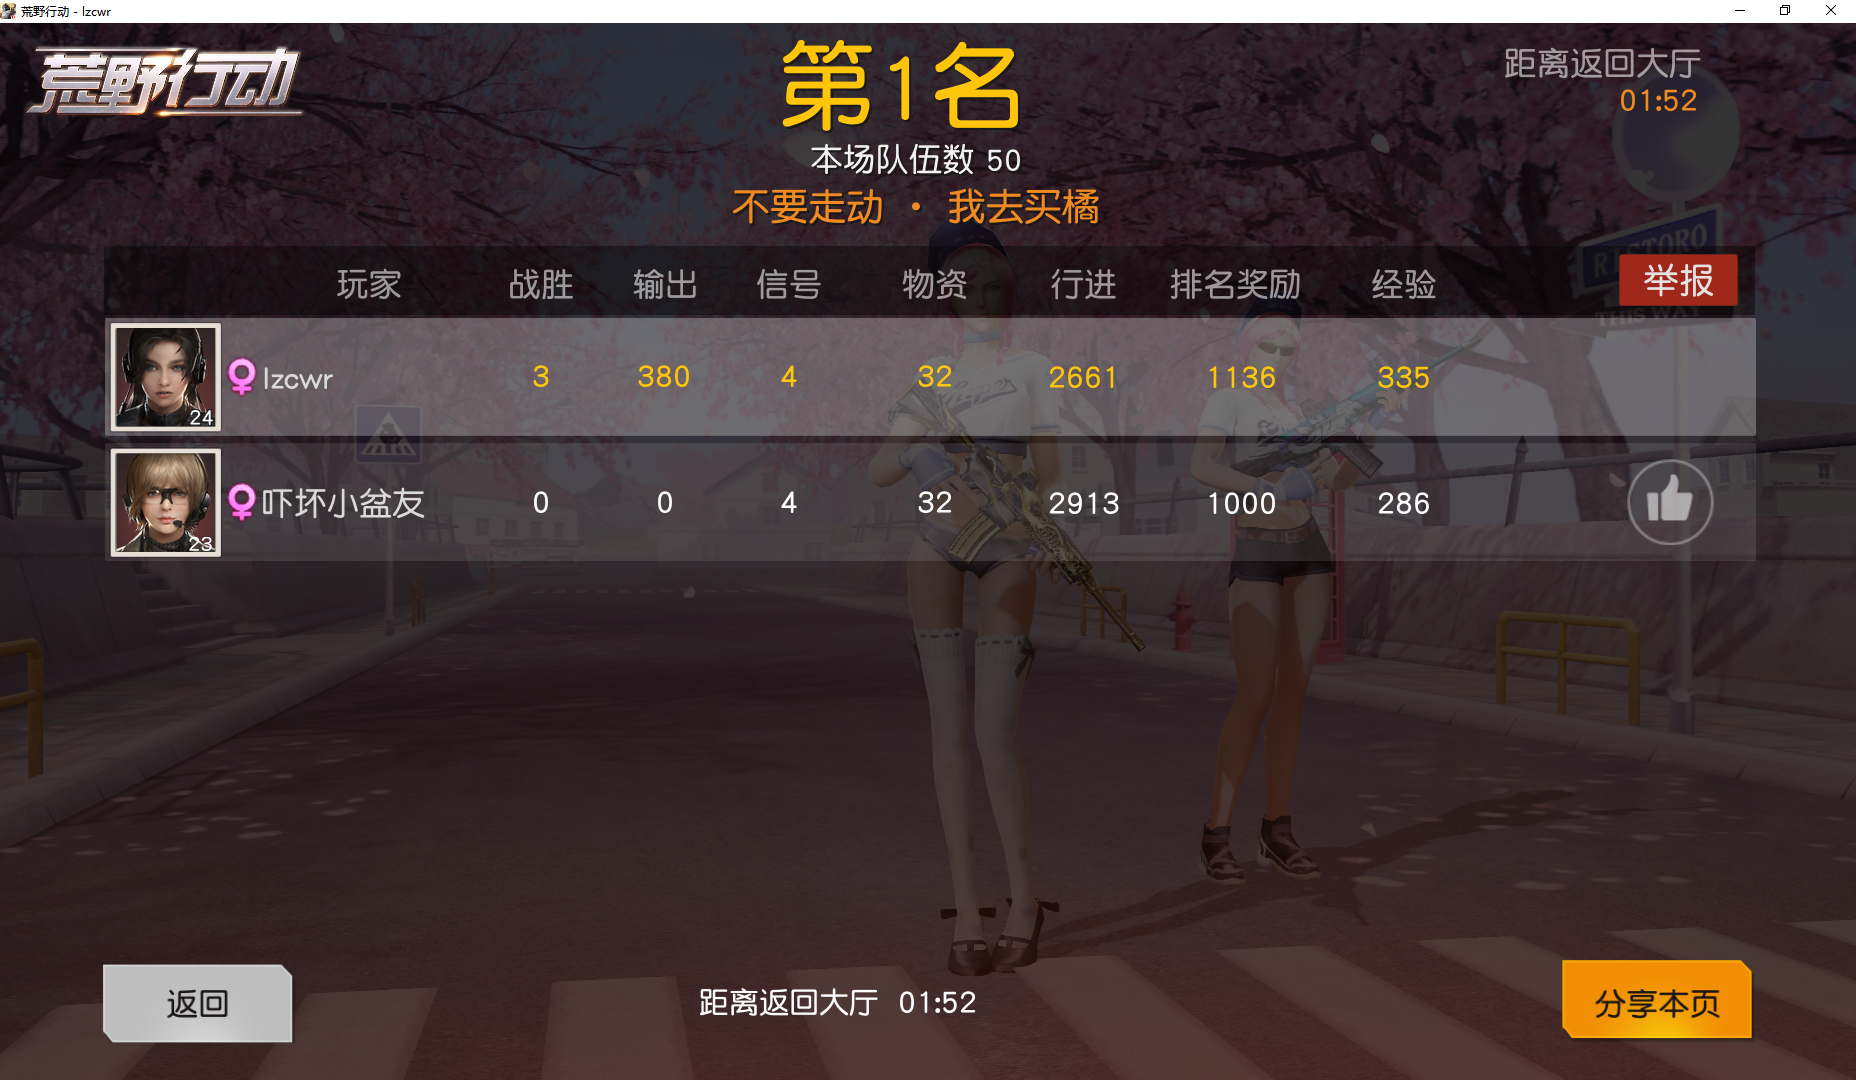 荒野行动 - lzcwr
荒野行动
第1名
距离返回大厅
01:52
本场队伍数 50
不要走动 · 我去买橘
玩家 战胜 输出 信号 物资 行进 排名奖励 经验 举报
24 lzcwr 3 380 4 32 2661 1136 335
23 吓坏小盆友 0 0 4 32 2913 1000 286
RISTORO
THIS WAY
返回
距离返回大厅 01:52
分享本页